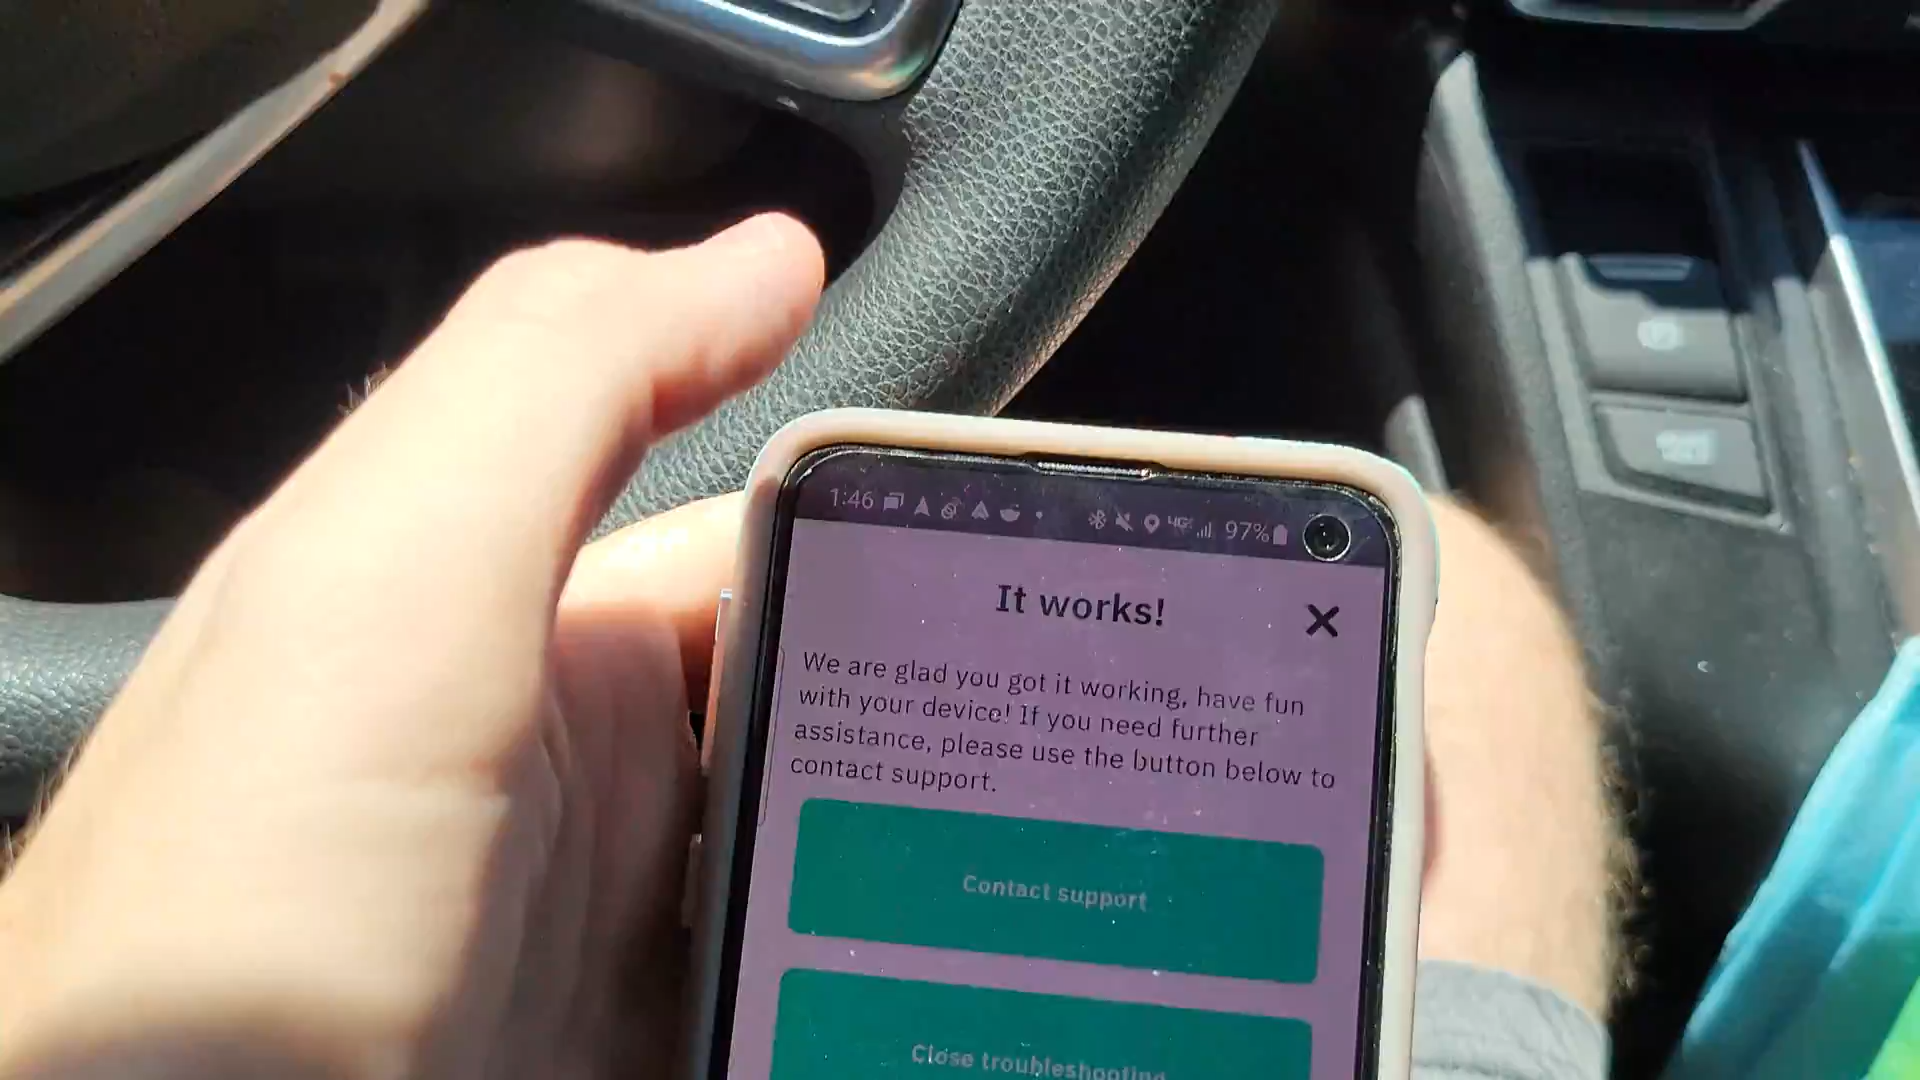 1:46
4G 97%
It works!
We are glad you got it working, have fun
with your device! If you need further
assistance, please use the button below to
contact support.
Contact support
Close troubleshooting